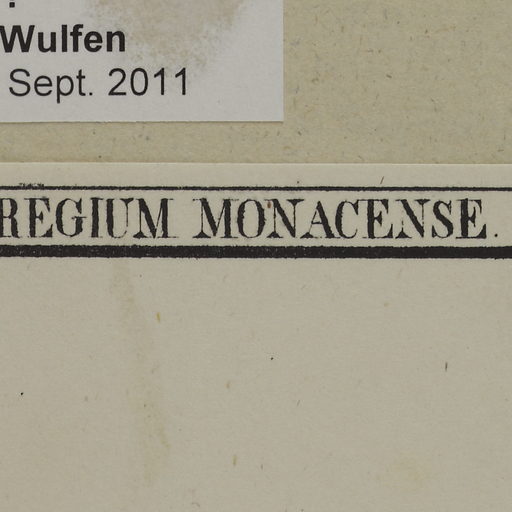 Wulfen
Sept. 2011
REGIUM MONACENSE.